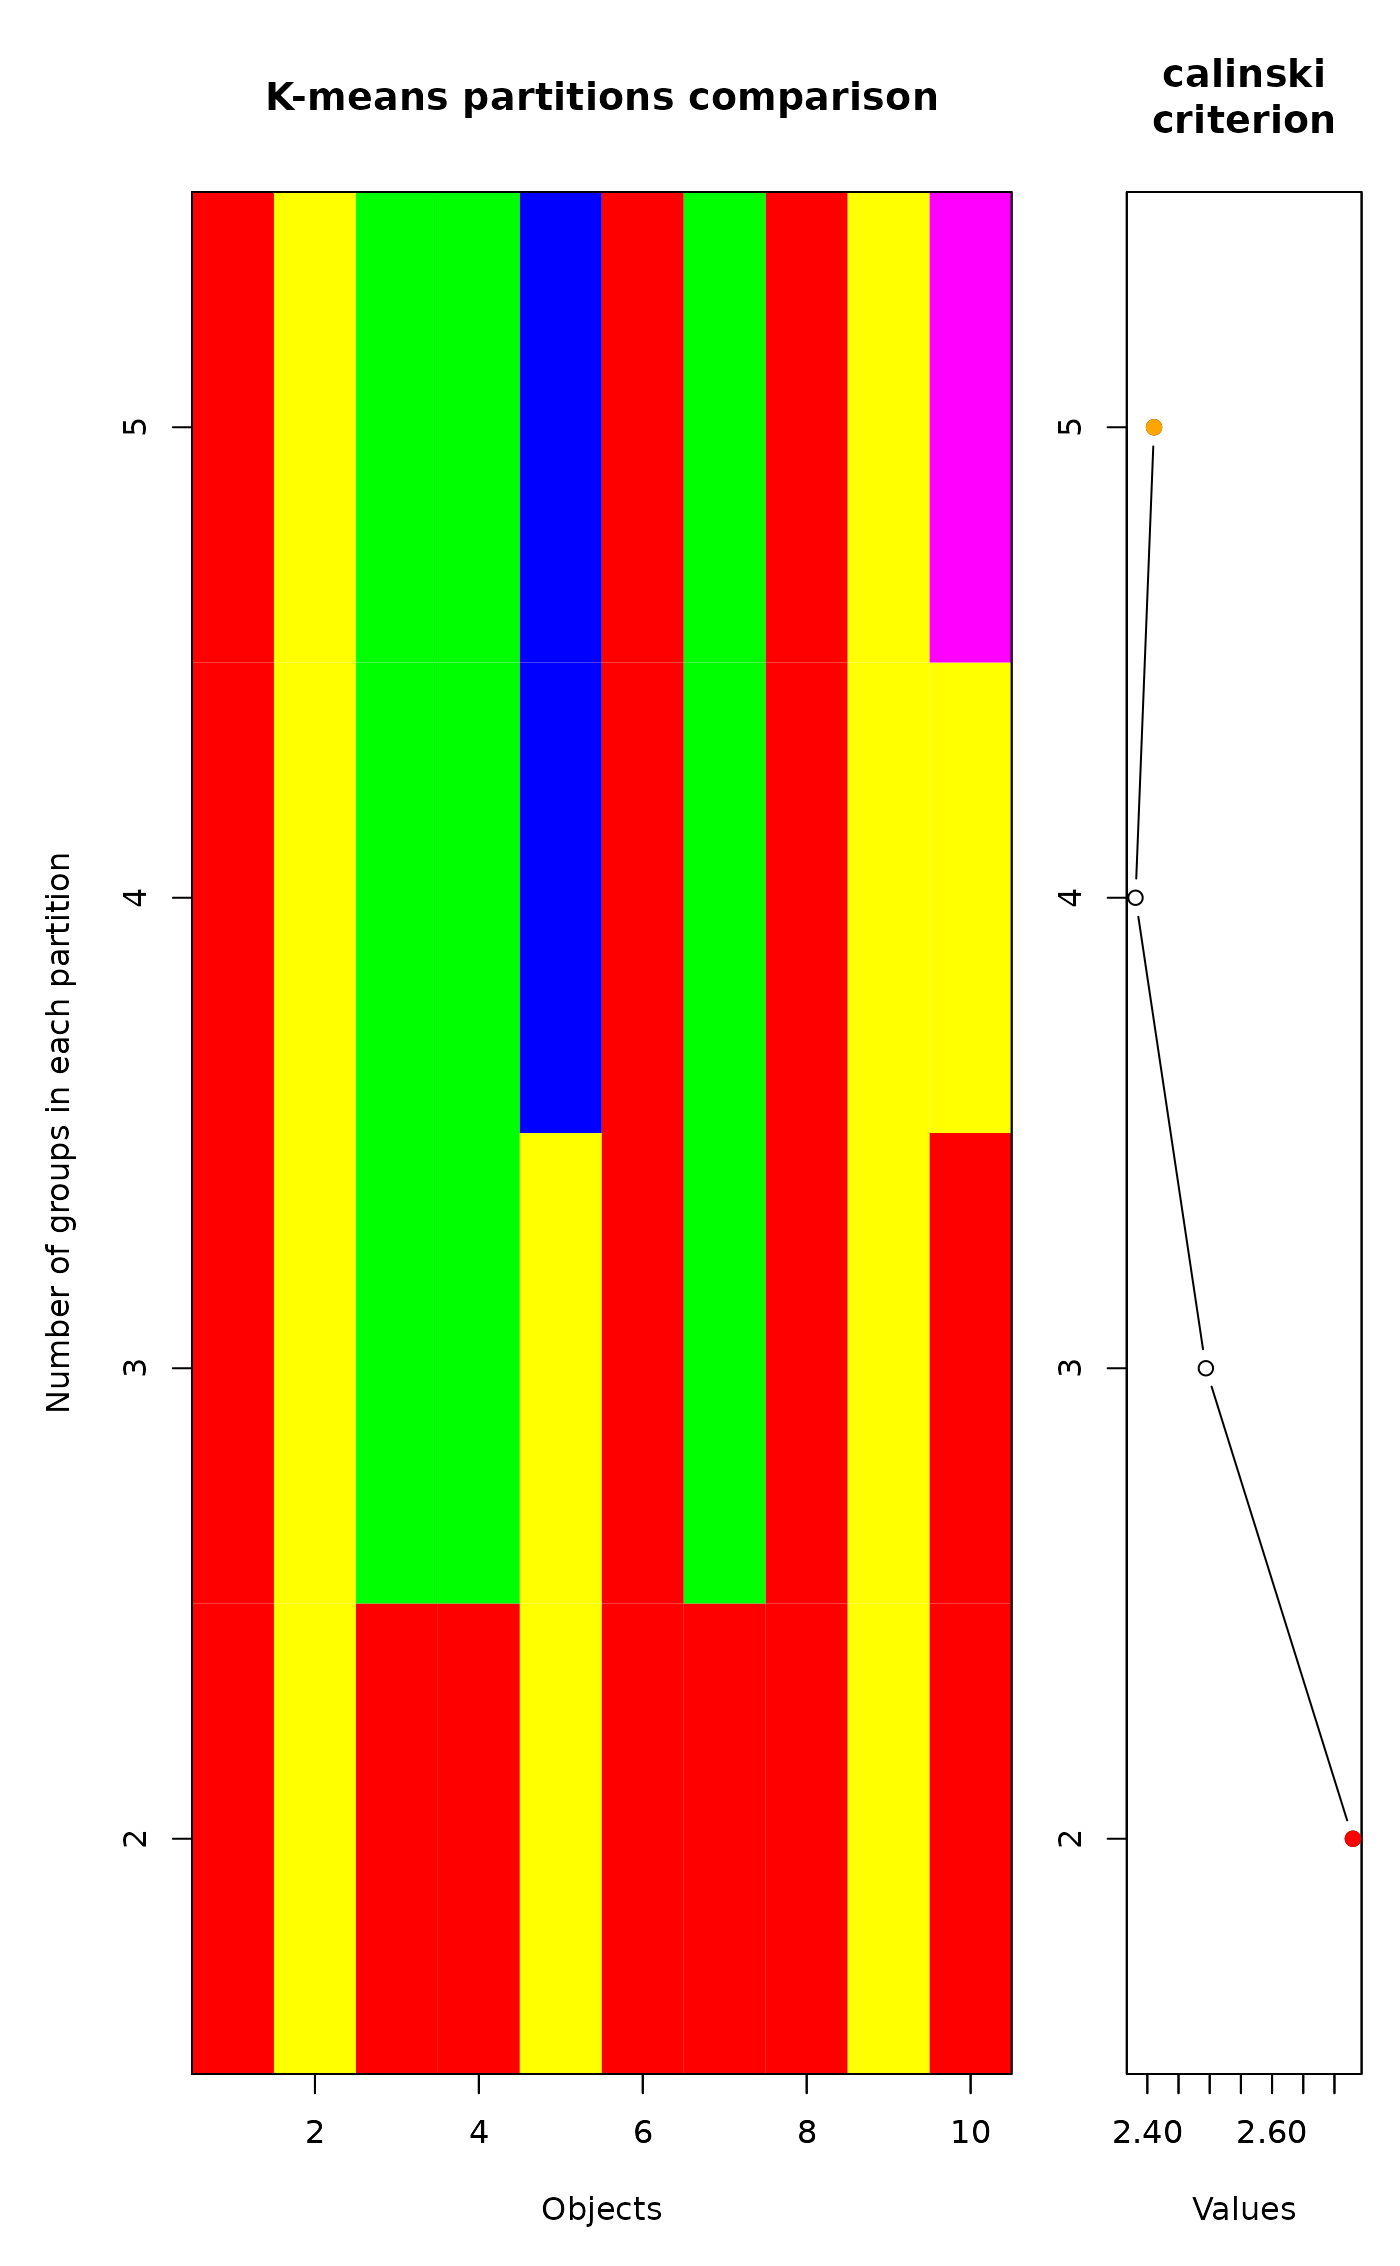 K-means partitions comparison
calinski
criterion
Number of groups in each partition
5
4
3
2
2 4 6 8 10
Objects
5
4
3
2
2.40 2.60
Values